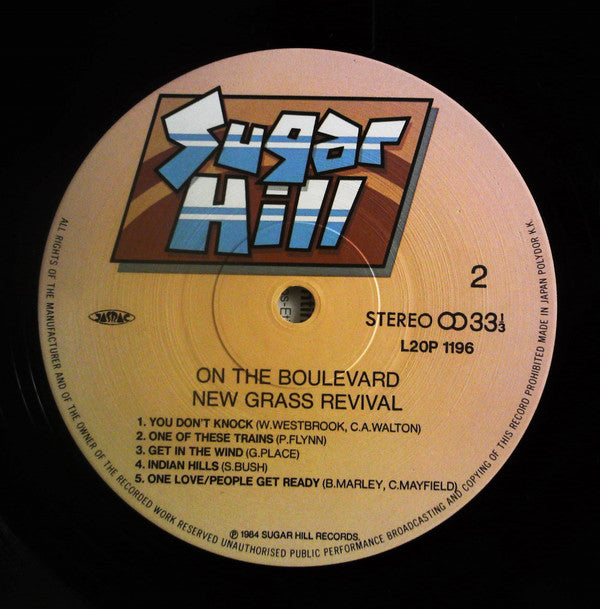 Sugar
Hill
2
JASRAC
STEREO 33⅓
L20P 1196
ON THE BOULEVARD
NEW GRASS REVIVAL
1. YOU DON'T KNOCK (W.WESTBROOK, C.A.WALTON)
2. ONE OF THESE TRAINS (P.FLYNN)
3. GET IN THE WIND (G.PLACE)
4. INDIAN HILLS (S.BUSH)
5. ONE LOVE/PEOPLE GET READY (B.MARLEY, C.MAYFIELD)
℗ 1984 SUGAR HILL RECORDS.
ALL RIGHTS OF THE MANUFACTURER AND OF THE OWNER OF THE RECORDED WORK RESERVED UNAUTHORISED PUBLIC PERFORMANCE BROADCASTING AND COPYING OF THIS RECORD PROHIBITED MADE IN JAPAN POLYDOR K.K.